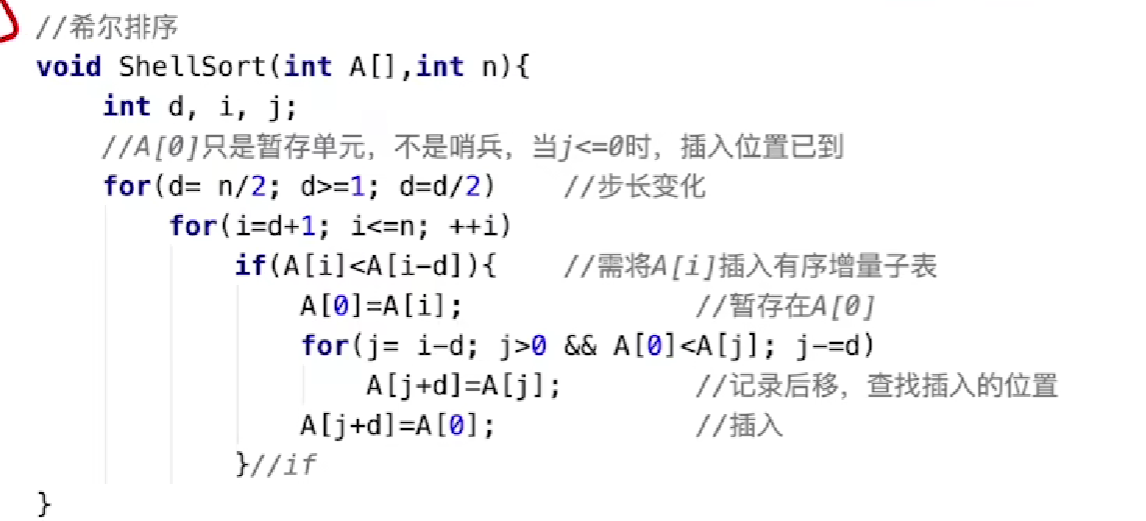 //希尔排序
void ShellSort(int A[],int n){
    int d, i, j;
    //A[0]只是暂存单元，不是哨兵，当j<=0时，插入位置已到
    for(d= n/2; d>=1; d=d/2)    //步长变化
        for(i=d+1; i<=n; ++i)
            if(A[i]<A[i-d]){    //需将A[i]插入有序增量子表
                A[0]=A[i];              //暂存在A[0]
                for(j= i-d; j>0 && A[0]<A[j]; j-=d)
                    A[j+d]=A[j];        //记录后移，查找插入的位置
                A[j+d]=A[0];            //插入
            }//if
}